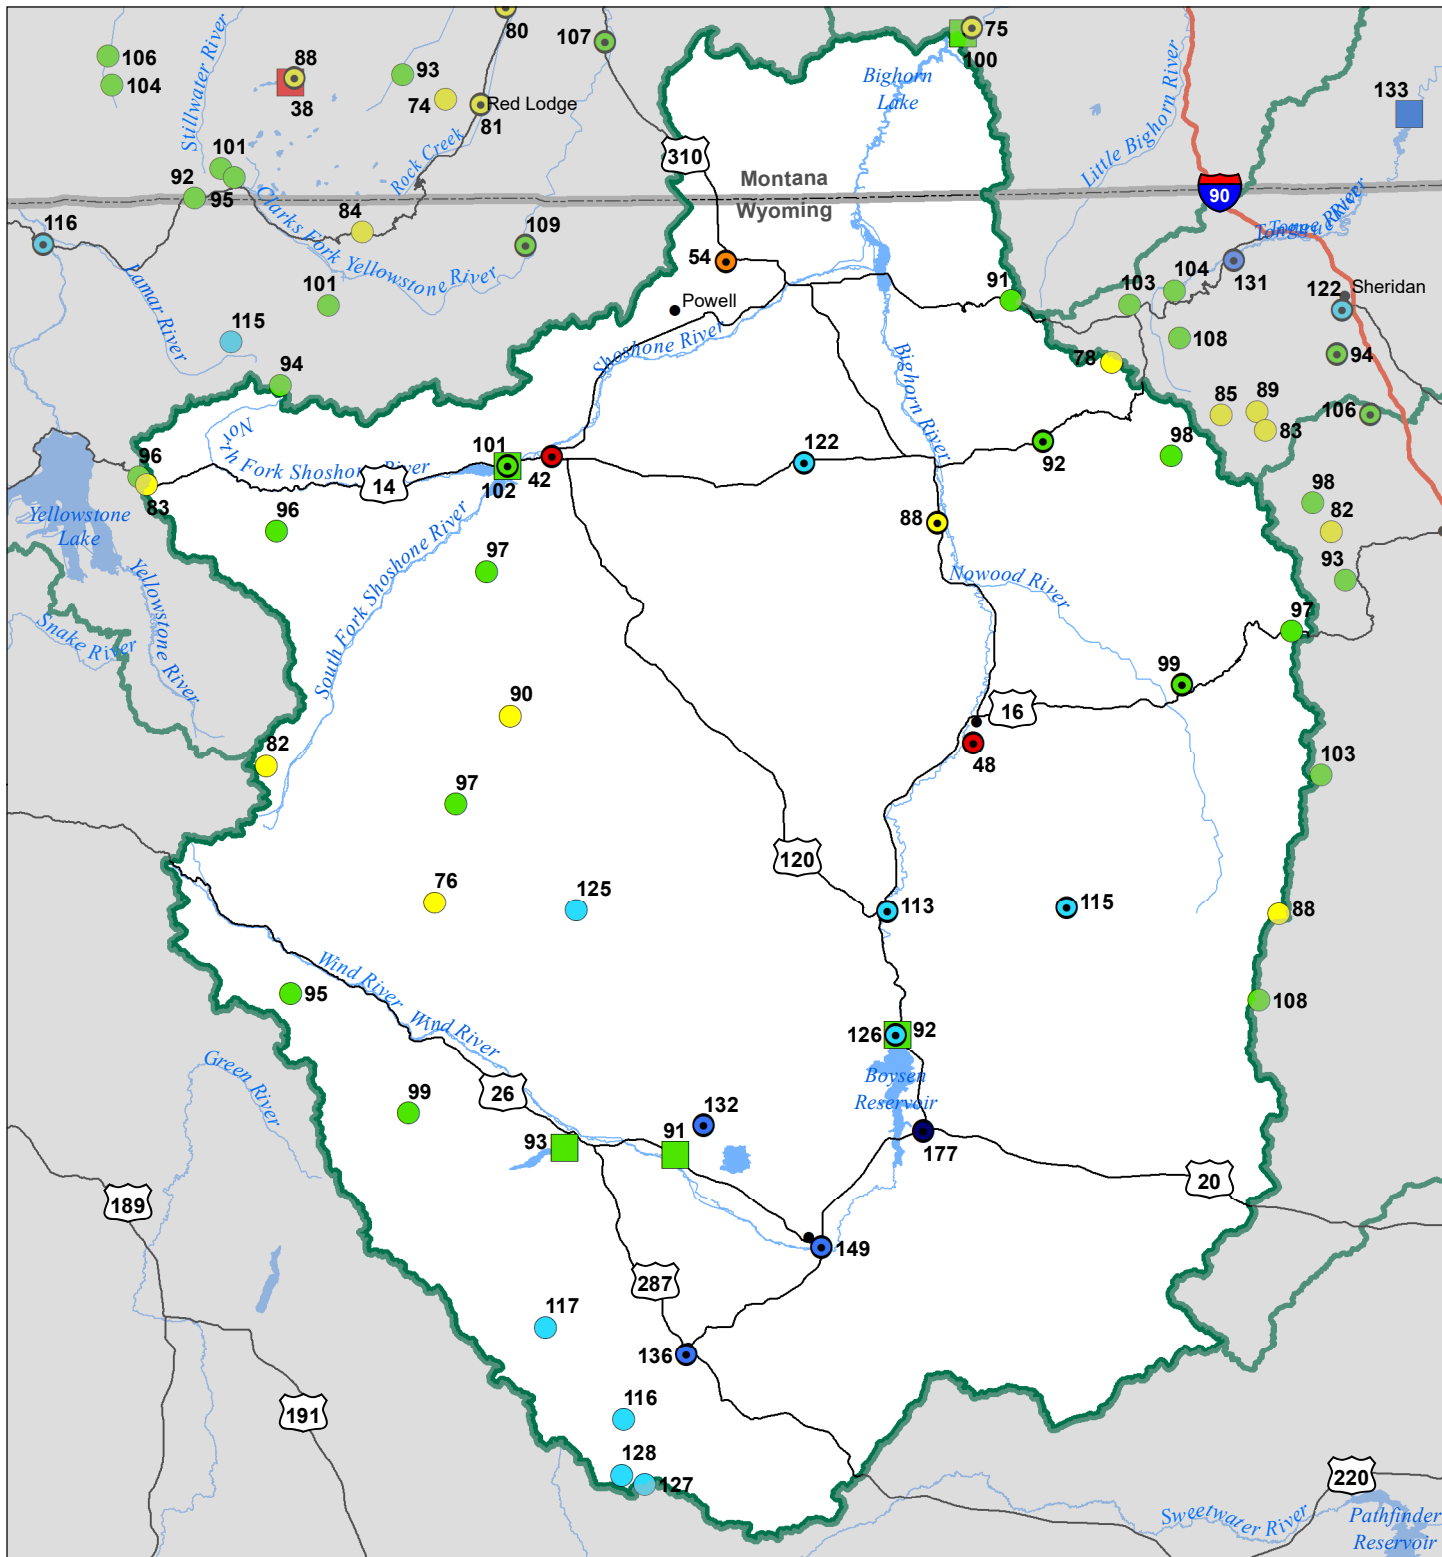 80
75
107
106
88
93
100
104
38
74
Red Lodge
81
Stillwater River
Rock Creek
Bighorn
Lake
Little Bighorn River
133
310
101
92
95
Montana
Wyoming
90
Tongue River
116
84
109
Clarks Fork Yellowstone River
Lamar River
54
101
Powell
91
103
104
131
122
Sheridan
115
Shoshone River
Bighorn River
108
94
94
78
85
89
83
106
North Fork Shoshone River
96
83
14
101
102
42
122
92
98
Yellowstone
Lake
96
88
98
82
South Fork Shoshone River
97
93
Yellowstone River
Nowood River
Snake River
97
99
90
16
82
48
103
97
120
76
125
113
115
88
Wind River
95
108
Wind River
126
92
Green River
Boysen
Reservoir
99
26
132
93
91
177
189
20
149
287
117
136
191
116
128
127
220
Sweetwater River
Pathfinder
Reservoir